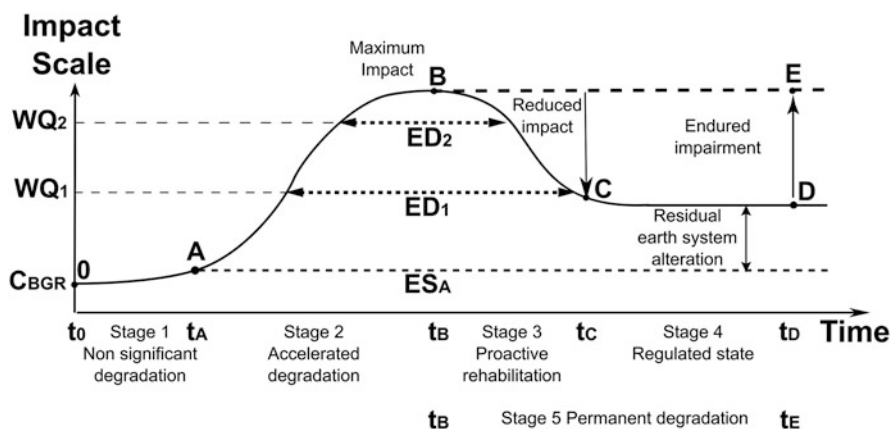 Impact
Scale
Maximum
Impact
B
E
WQ2
Reduced
impact
Endured
impairment
ED2
WQ1
C
D
ED1
Residual
earth system
alteration
A
0
CBGR
ESA
t0
Stage 1
Non significant
degradation
tA
Stage 2
Accelerated
degradation
tB
Stage 3
Proactive
rehabilitation
tC
Stage 4
Regulated state
tD
Time
tB
Stage 5 Permanent degradation
tE